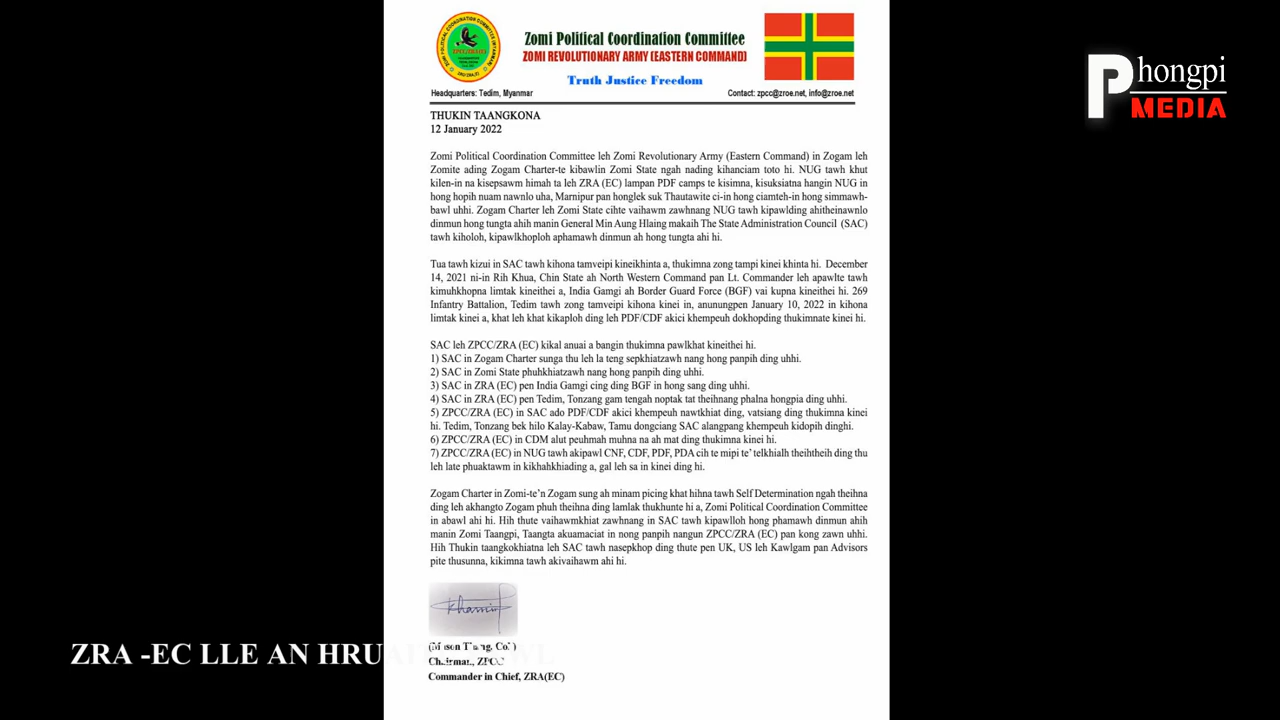 Zomi Political Coordination Committee
ZOMI REVOLUTIONARY ARMY (EASTERN COMMAND)
Truth Justice Freedom
Headquarters: Tedim, Myanmar
Contact: zpcc@zroe.net, info@zroe.net
Phongpi
MEDIA
THUKIN TAANGKONA
12 January 2022
Zomi Political Coordination Committee leh Zomi Revolutionary Army (Eastern Command) in Zogam leh
Zomite ading Zogam Charter-te kibawlin Zomi State ngah nading kihanciam toto hi. NUG tawh khut
kilen-in na kisepsawm himah ta leh ZRA (EC) lampan PDF camps te kisimna, kisuksiatna hangin NUG in
hong hopih nuam nawnlo uha, Marnipur pan honglek suk Thautawite ci-in hong ciamteh-in hong simmawh-
bawl uhhi. Zogam Charter leh Zomi State cihte vaihawm zawhnang NUG tawh kipawlding ahitheinawnlo
dinmun hong tungta ahih manin General Min Aung Hlaing makaih The State Administration Council (SAC)
tawh kiholoh, kipawlkhoploh aphamawh dinmun ah hong tungta ahi hi.
Tua tawh kizui in SAC tawh kihona tamveipi kineikhinta a, thukimna zong tampi kinei khinta hi. December
14, 2021 ni-in Rih Khua, Chin State ah North Western Command pan Lt. Commander leh apawlte tawh
kimuhkhopna limtak kineithei a, India Gamgi ah Border Guard Force (BGF) vai kupna kineithei hi. 269
Infantry Battalion, Tedim tawh zong tamveipi kihona kinei in, anunungpen January 10, 2022 in kihona
limtak kinei a, khat leh khat kikaploh ding leh PDF/CDF akici khempeuh dokhopding thukimnate kinei hi.
SAC leh ZPCC/ZRA (EC) kikal anuai a bangin thukimna pawlkhat kineithei hi.
1) SAC in Zogam Charter sunga thu leh la teng sepkhiatzawh nang hong panpih ding uhhi.
2) SAC in Zomi State phuhkhiatzawh nang hong panpih ding uhhi.
3) SAC in ZRA (EC) pen India Gamgi cing ding BGF in hong sang ding uhhi.
4) SAC in ZRA (EC) pen Tedim, Tonzang gam tengah noptak tat theihnang phalna hongpia ding uhhi.
5) ZPCC/ZRA (EC) in SAC ado PDF/CDF akici khempeuh nawtkhiat ding, vatsiang ding thukimna kinei
hi. Tedim, Tonzang bek hilo Kalay-Kabaw, Tamu dongciang SAC alangpang khempeuh kidopih dinghi.
6) ZPCC/ZRA (EC) in CDM alut peuhmah muhna na ah mat ding thukimna kinei hi.
7) ZPCC/ZRA (EC) in NUG tawh akipawl CNF, CDF, PDF, PDA cih te mipi te' telkhialh theihtheih ding thu
leh late phuaktawm in kikhahkhiading a, gal leh sa in kinei ding hi.
Zogam Charter in Zomi-te'n Zogam sung ah minam picing khat hihna tawh Self Determination ngah theihna
ding leh akhangto Zogam phuh theihna ding lamlak thukhunte hi a, Zomi Political Coordination Committee
in abawl ahi hi. Hih thute vaihawmkhiat zawhnang in SAC tawh kipawlloh hong phamawh dinmun ahih
manin Zomi Taangpi, Taangta akuamaciat in nong panpih nangun ZPCC/ZRA (EC) pan kong zawn uhhi.
Hih Thukin taangkokhiatna leh SAC tawh nasepkhop ding thute pen UK, US leh Kawlgam pan Advisors
pite thusunna, kikimna tawh akivaihawm ahi hi.
Chairman, ZPCC
Commander in Chief, ZRA(EC)
ZRA -EC LLE AN